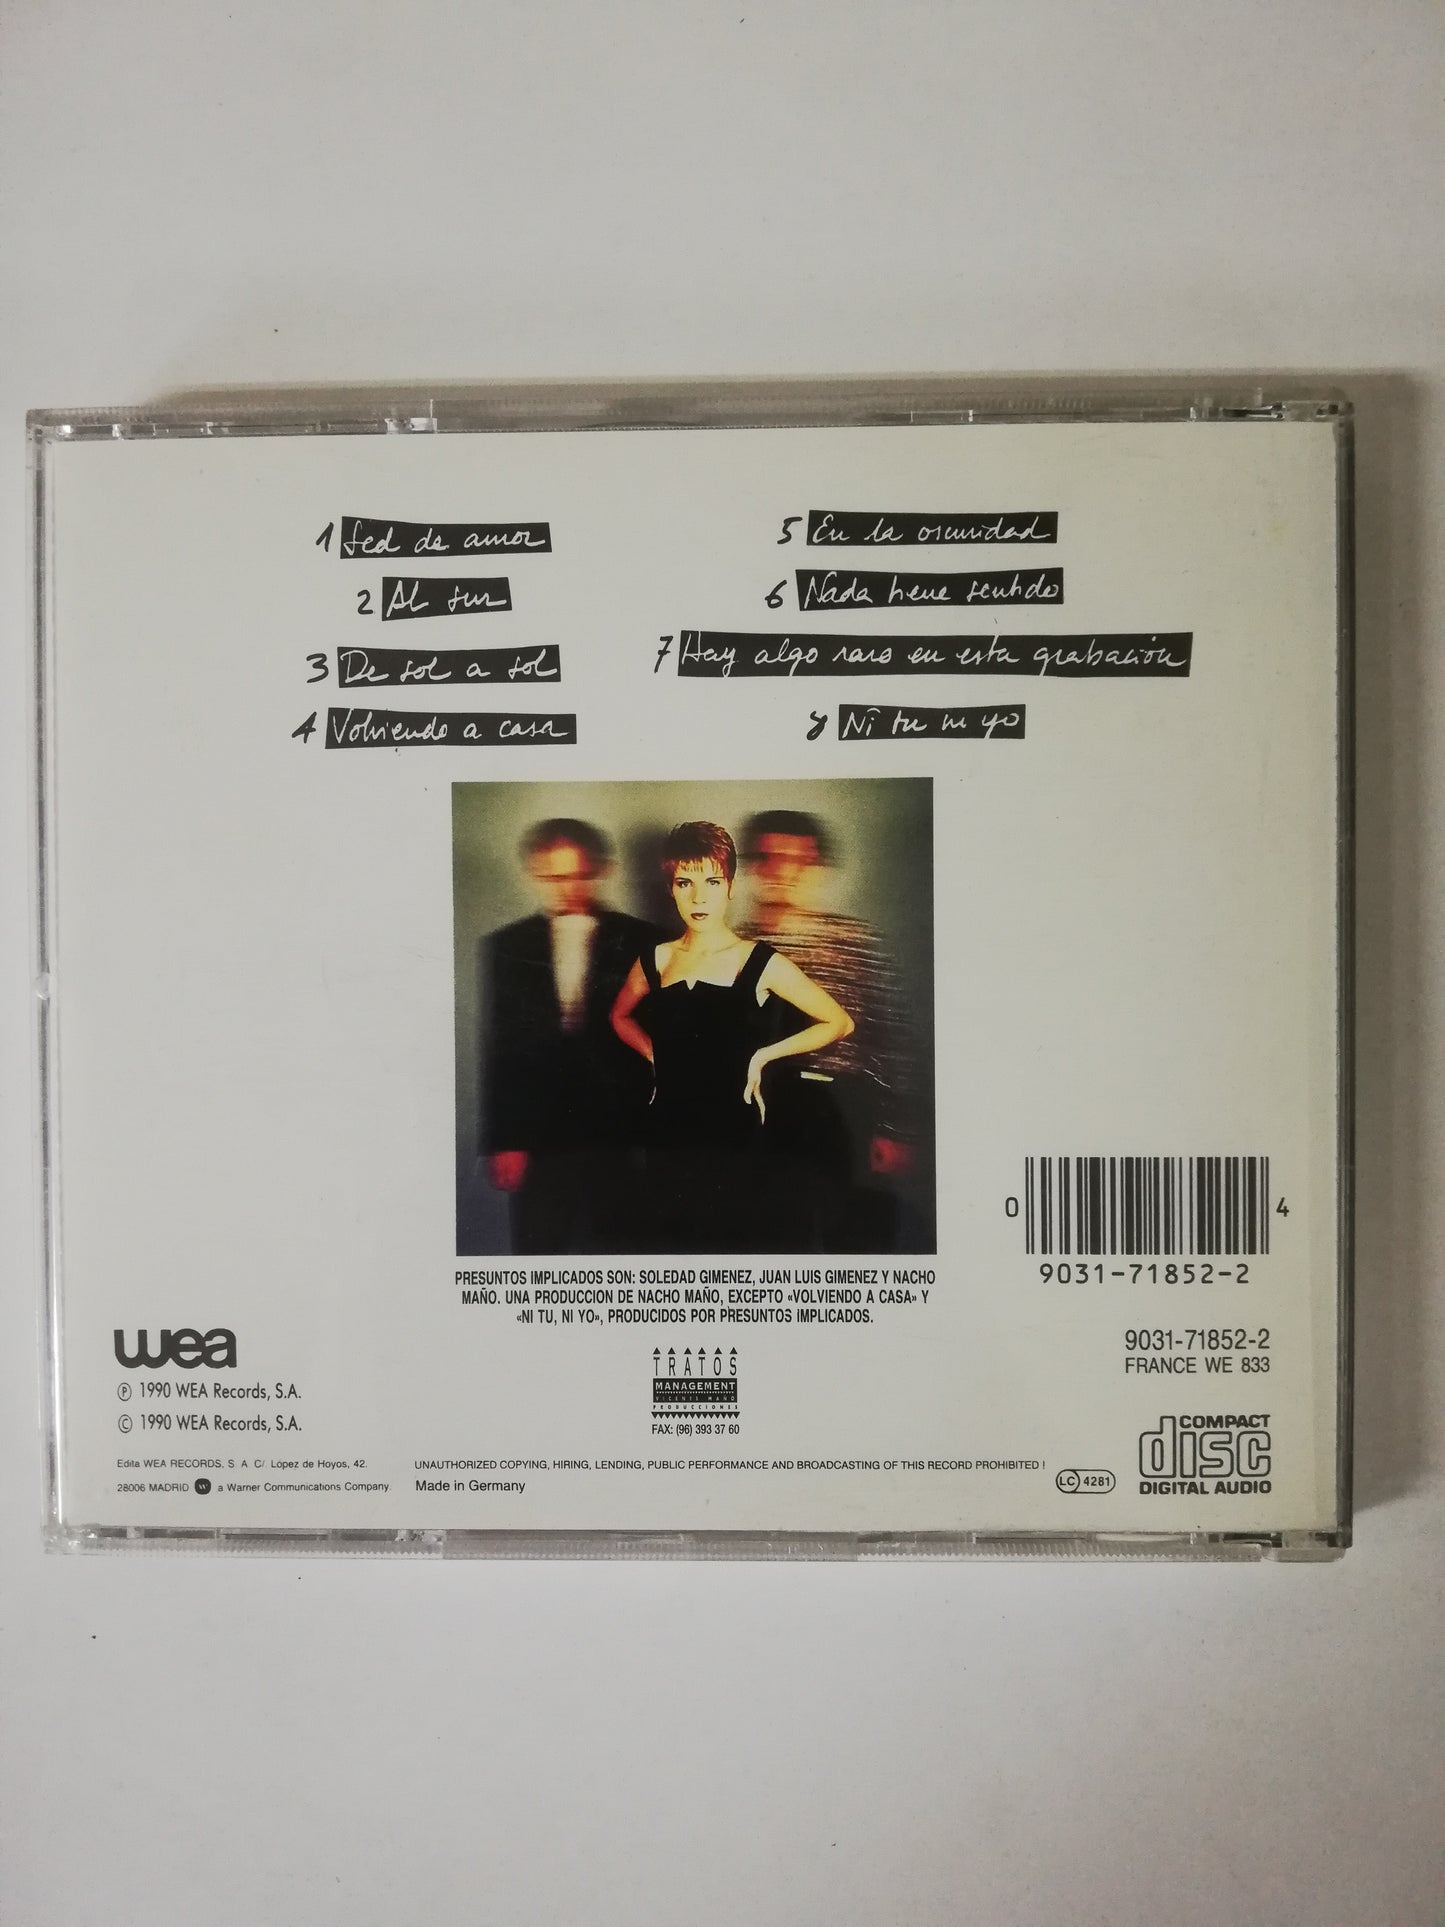 1 Sed de amor
2 Al sur
3 De sol a sol
4 Volviendo a casa
5 En la oscuridad
6 Nada tiene sentido
7 Hay algo raro en esta grabación
8 Ni tu ni yo
PRESUNTOS IMPLICADOS SON: SOLEDAD GIMENEZ, JUAN LUIS GIMENEZ Y NACHO
MAÑO. UNA PRODUCCION DE NACHO MAÑO, EXCEPTO «VOLVIENDO A CASA» Y
«NI TU, NI YO», PRODUCIDOS POR PRESUNTOS IMPLICADOS.
TRATOS
MANAGEMENT
VICENTE MAÑO
PRODUCCIONES
FAX: (96) 393 37 60
0 4
9031-71852-2
9031-71852-2
FRANCE WE 833
wea
Ⓟ 1990 WEA Records, S.A.
© 1990 WEA Records, S.A.
Edita WEA RECORDS, S. A. C/. López de Hoyos, 42.
28006 MADRID W a Warner Communications Company
UNAUTHORIZED COPYING, HIRING, LENDING, PUBLIC PERFORMANCE AND BROADCASTING OF THIS RECORD PROHIBITED !
Made in Germany
LC 4281
COMPACT
disc
DIGITAL AUDIO